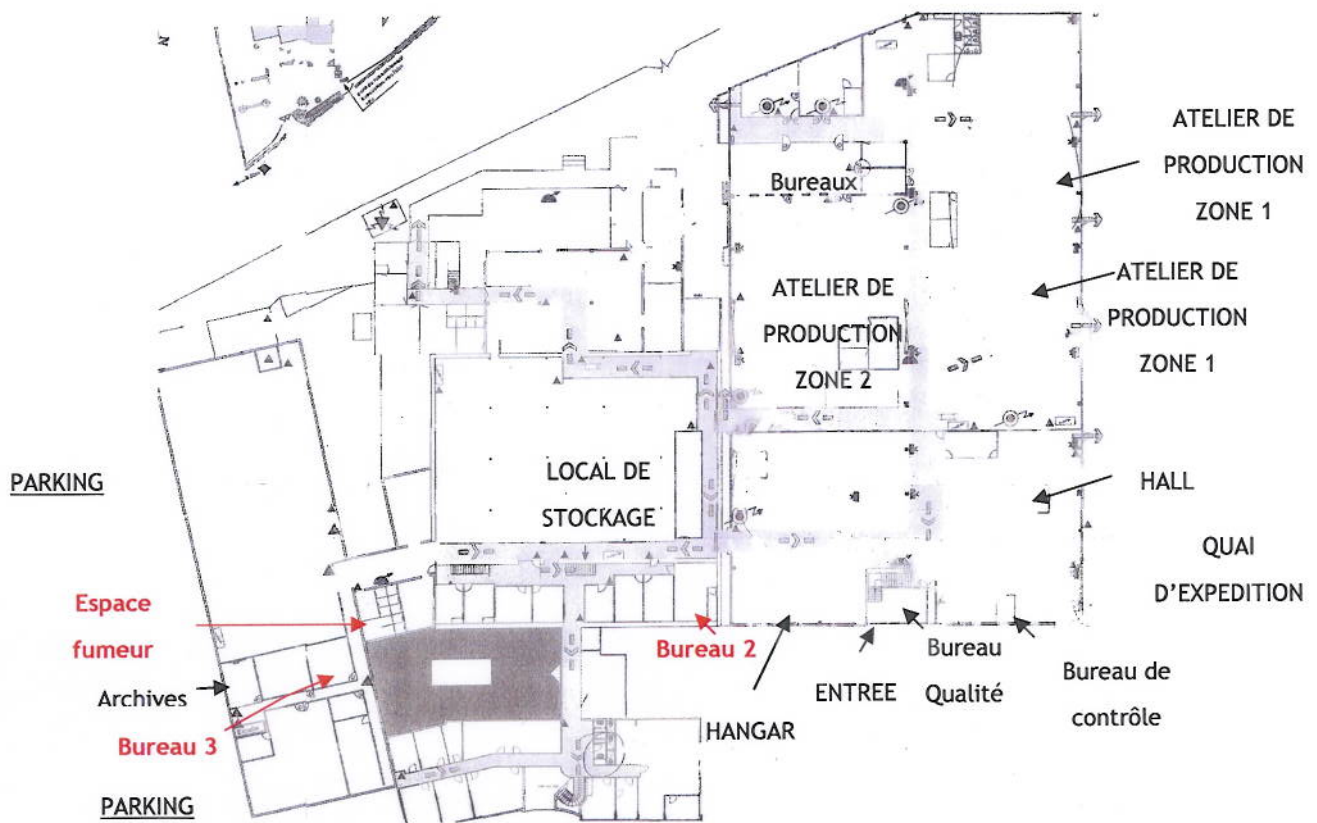 N
N
ATELIER DE
PRODUCTION
ZONE 1
Bureaux
ATELIER DE
PRODUCTION
ZONE 2
ATELIER DE
PRODUCTION
ZONE 1
PARKING
LOCAL DE
STOCKAGE
HALL
QUAI
D'EXPEDITION
Espace
fumeur
Archives
Bureau 3
Bureau 2
HANGAR
ENTREE
Bureau
Qualité
Bureau de
contrôle
PARKING